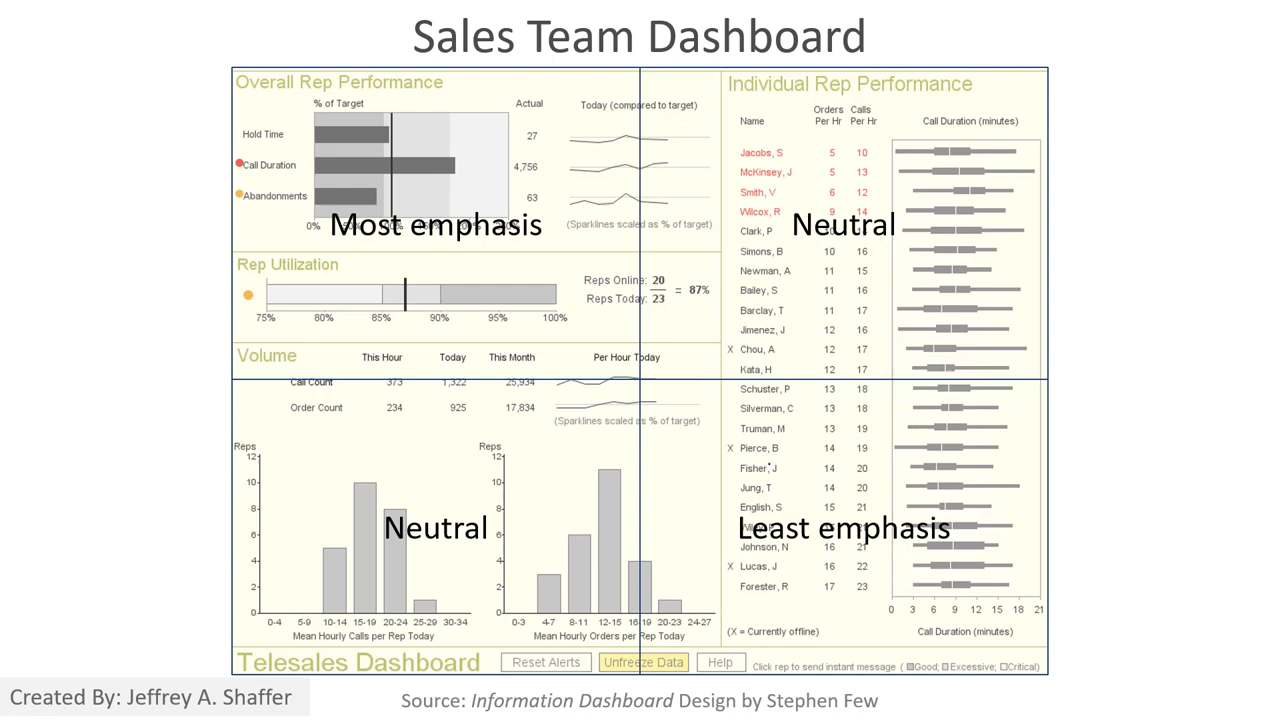 Sales Team Dashboard
Overall Rep Performance
% of Target
Actual
Today (compared to target)
Hold Time
27
Call Duration
4,756
Abandonments
63
0%
100%
(Sparklines scaled as % of target)
Most emphasis
Rep Utilization
Reps Online: 20
Reps Today: 23
= 87%
75% 80% 85% 90% 95% 100%
Volume
This Hour Today This Month Per Hour Today
Call Count 373 1,322 25,934
Order Count 234 925 17,834
(Sparklines scaled as % of target)
Reps
12
10
8
6
4
2
0
0-4 5-9 10-14 15-19 20-24 25-29 30-34
Mean Hourly Calls per Rep Today
Neutral
Reps
12
10
8
6
4
2
0
0-3 4-7 8-11 12-15 16-19 20-23 24-27
Mean Hourly Orders per Rep Today
Individual Rep Performance
Name
Orders Per Hr
Calls Per Hr
Call Duration (minutes)
Jacobs, S 5 10
McKinsey, J 5 13
Smith, V 6 12
Wilcox, R 9 14
Clark, P
Neutral
Simons, B 10 16
Newman, A 11 15
Bailey, S 11 16
Barclay, T 11 17
Jimenez, J 12 16
X Chou, A 12 17
Kata, H 12 17
Schuster, P 13 18
Silverman, C 13 18
Truman, M 13 19
X Pierce, B 14 19
Fisher, J 14 20
Jung, T 14 20
English, S 15 21
Least emphasis
Johnson, N 16 21
X Lucas, J 16 22
Forester, R 17 23
0 3 6 9 12 15 18 21
(X = Currently offline)
Call Duration (minutes)
Telesales Dashboard
Reset Alerts
Unfreeze Data
Help
Click rep to send instant message ( Good; Excessive; Critical)
Created By: Jeffrey A. Shaffer
Source: Information Dashboard Design by Stephen Few